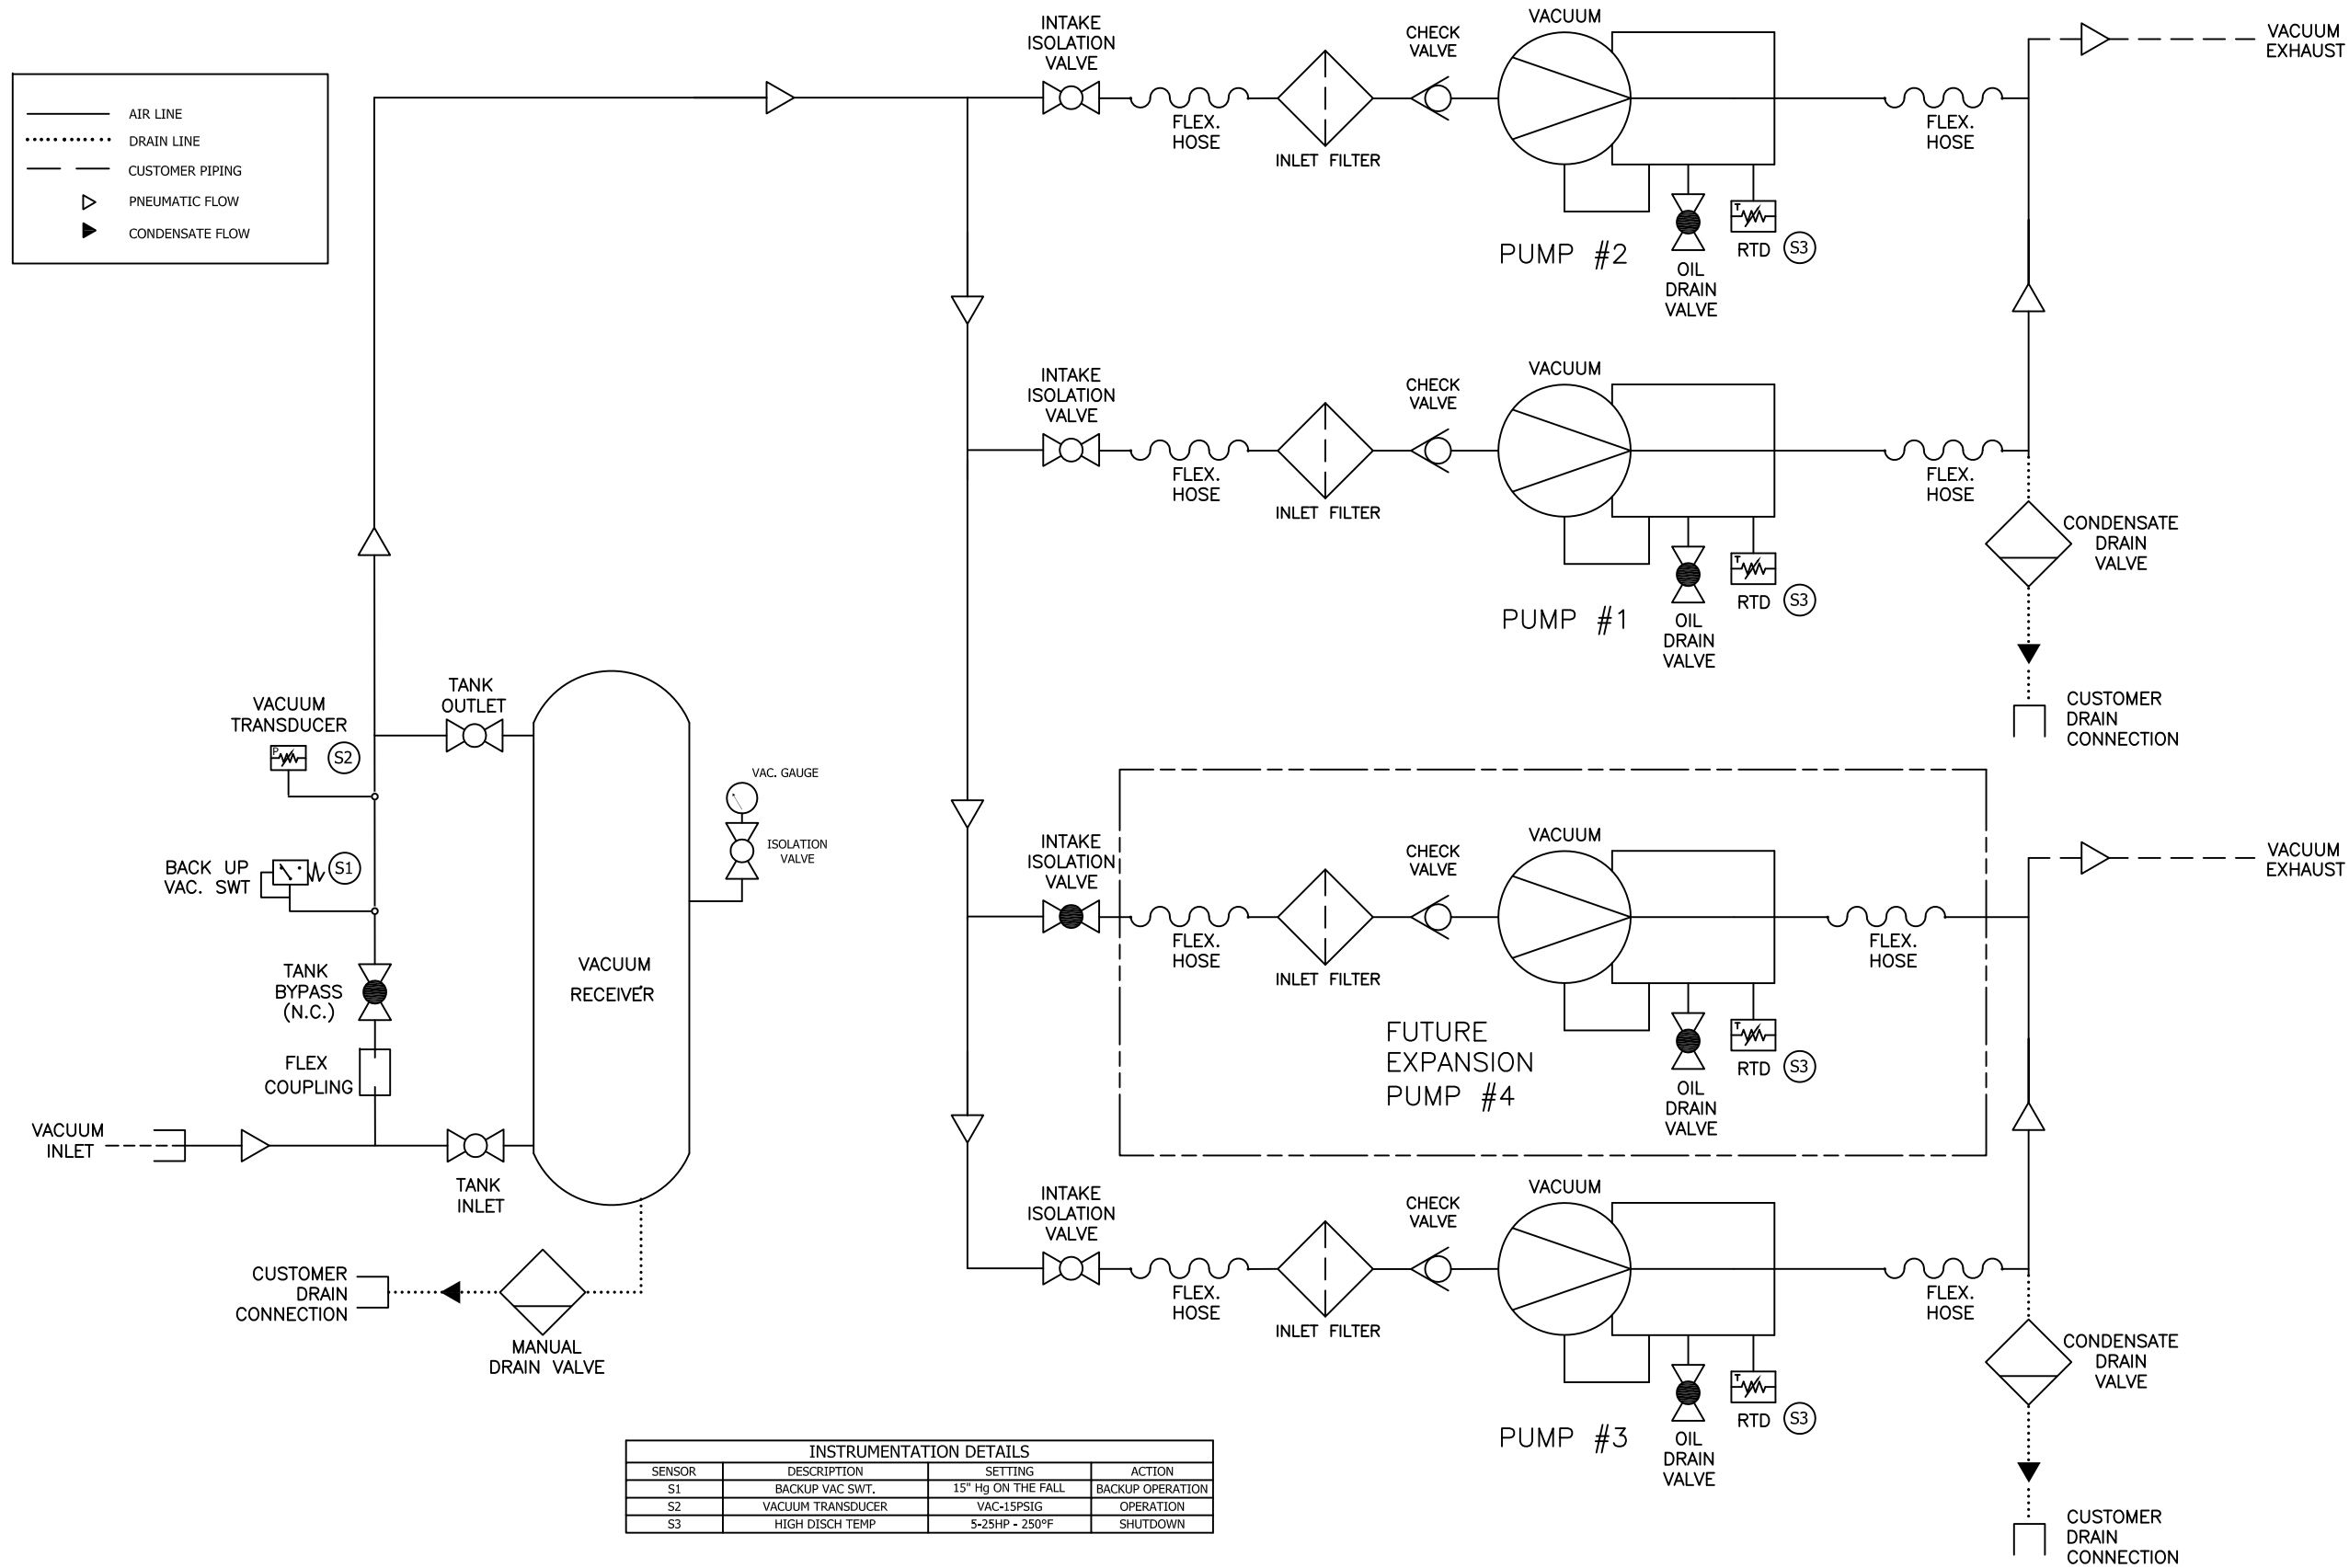 AIR LINE
DRAIN LINE
CUSTOMER PIPING
PNEUMATIC FLOW
CONDENSATE FLOW
INTAKE
ISOLATION
VALVE
FLEX.
HOSE
INLET FILTER
CHECK
VALVE
VACUUM
PUMP #2
OIL
DRAIN
VALVE
T
RTD
S3
FLEX.
HOSE
VACUUM
EXHAUST
INTAKE
ISOLATION
VALVE
FLEX.
HOSE
INLET FILTER
CHECK
VALVE
VACUUM
PUMP #1
OIL
DRAIN
VALVE
T
RTD
S3
FLEX.
HOSE
CONDENSATE
DRAIN
VALVE
CUSTOMER
DRAIN
CONNECTION
VACUUM
TRANSDUCER
P
S2
TANK
OUTLET
BACK UP
VAC. SWT
S1
VAC. GAUGE
ISOLATION
VALVE
TANK
BYPASS
(N.C.)
VACUUM
RECEIVER
FLEX
COUPLING
VACUUM
INLET
TANK
INLET
CUSTOMER
DRAIN
CONNECTION
MANUAL
DRAIN VALVE
INTAKE
ISOLATION
VALVE
FLEX.
HOSE
INLET FILTER
CHECK
VALVE
VACUUM
FUTURE
EXPANSION
PUMP #4
OIL
DRAIN
VALVE
T
RTD
S3
FLEX.
HOSE
VACUUM
EXHAUST
INTAKE
ISOLATION
VALVE
FLEX.
HOSE
INLET FILTER
CHECK
VALVE
VACUUM
PUMP #3
OIL
DRAIN
VALVE
T
RTD
S3
FLEX.
HOSE
CONDENSATE
DRAIN
VALVE
CUSTOMER
DRAIN
CONNECTION
INSTRUMENTATION DETAILS
SENSOR DESCRIPTION SETTING ACTION
S1 BACKUP VAC SWT. 15" Hg ON THE FALL BACKUP OPERATION
S2 VACUUM TRANSDUCER VAC-15PSIG OPERATION
S3 HIGH DISCH TEMP 5-25HP - 250°F SHUTDOWN